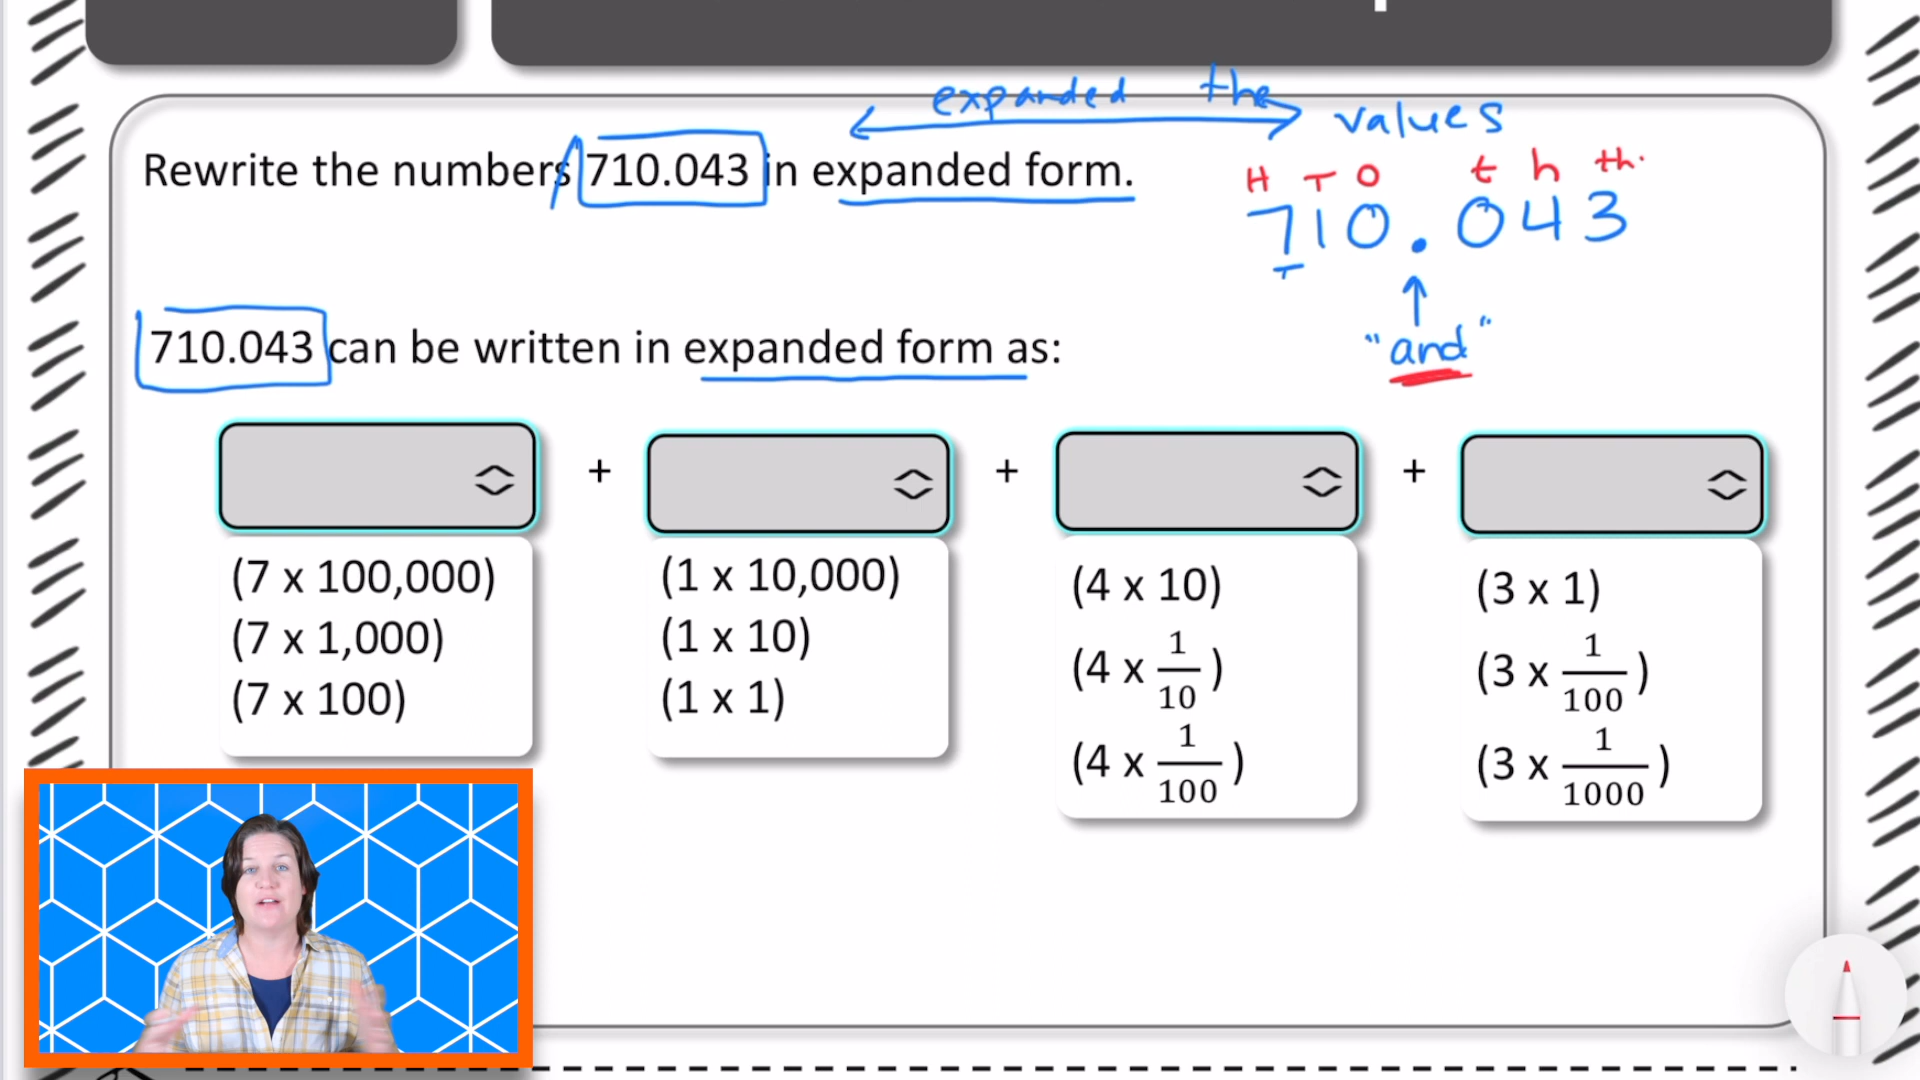 expanded the values
Rewrite the numbers 710.043 in expanded form.
H T O t h th.
710.043
T
710.043 can be written in expanded form as:
"and"
+ + +
(7 x 100,000)
(7 x 1,000)
(7 x 100)
(1 x 10,000)
(1 x 10)
(1 x 1)
(4 x 10)
(4 x 1/10)
(4 x 1/100)
(3 x 1)
(3 x 1/100)
(3 x 1/1000)